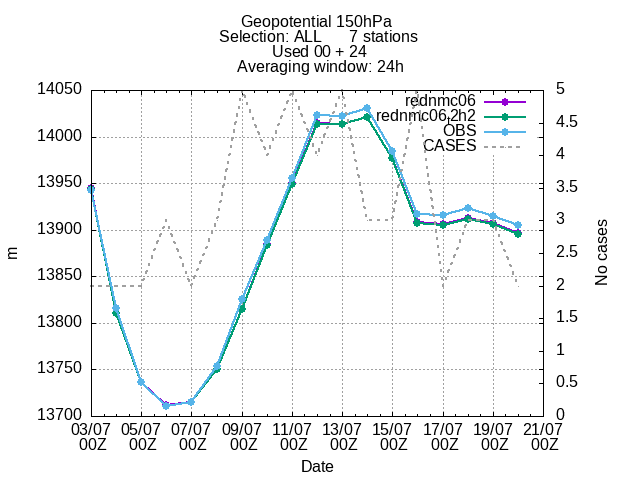 Geopotential 150hPa
Selection: ALL 7 stations
Used 00 + 24
Averaging window: 24h
14050
14000
13950
13900
13850
13800
13750
13700
m
5
4.5
4
3.5
3
2.5
2
1.5
1
0.5
0
No cases
rednmc06
rednmc06.2h2
OBS
CASES
03/07 05/07 07/07 09/07 11/07 13/07 15/07 17/07 19/07 21/07
00Z 00Z 00Z 00Z 00Z 00Z 00Z 00Z 00Z 00Z
Date